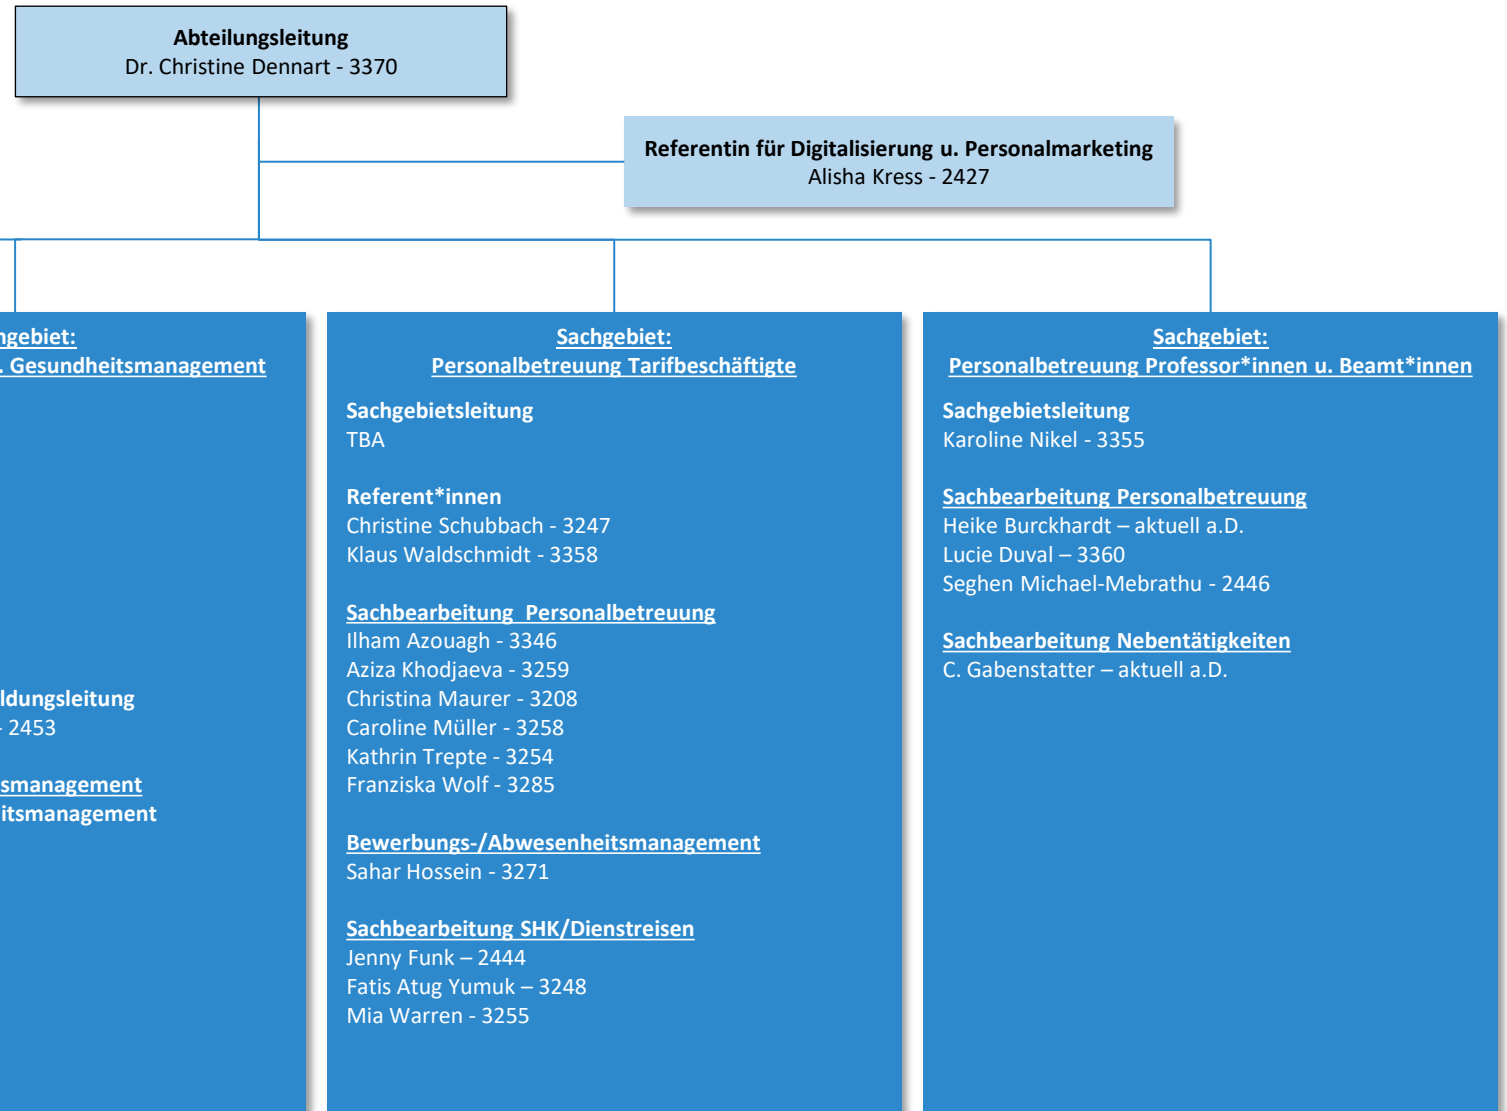 Abteilungsleitung
Dr. Christine Dennart - 3370
Referentin für Digitalisierung u. Personalmarketing
Alisha Kress - 2427
ngebiet:
. Gesundheitsmanagement
ldungsleitung
- 2453
smanagement
itsmanagement
Sachgebiet:
Personalbetreuung Tarifbeschäftigte
Sachgebietsleitung
TBA
Referent*innen
Christine Schubbach - 3247
Klaus Waldschmidt - 3358
Sachbearbeitung Personalbetreuung
Ilham Azouagh - 3346
Aziza Khodjaeva - 3259
Christina Maurer - 3208
Caroline Müller - 3258
Kathrin Trepte - 3254
Franziska Wolf - 3285
Bewerbungs-/Abwesenheitsmanagement
Sahar Hossein - 3271
Sachbearbeitung SHK/Dienstreisen
Jenny Funk – 2444
Fatis Atug Yumuk – 3248
Mia Warren - 3255
Sachgebiet:
Personalbetreuung Professor*innen u. Beamt*innen
Sachgebietsleitung
Karoline Nikel - 3355
Sachbearbeitung Personalbetreuung
Heike Burckhardt – aktuell a.D.
Lucie Duval – 3360
Seghen Michael-Mebrathu - 2446
Sachbearbeitung Nebentätigkeiten
C. Gabenstatter – aktuell a.D.